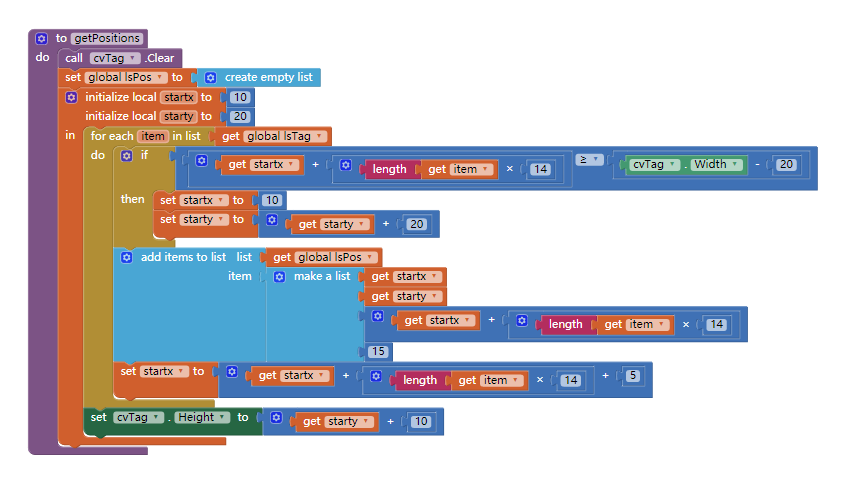 to getPositions
do call cvTag .Clear
set global lsPos to create empty list
initialize local startx to 10
initialize local starty to 20
in for each item in list get global lsTag
do if get startx + length get item × 14 ≥ cvTag . Width - 20
then set startx to 10
set starty to get starty + 20
add items to list list get global lsPos
item make a list get startx
get starty
get startx + length get item × 14
15
set startx to get startx + length get item × 14 + 5
set cvTag . Height to get starty + 10